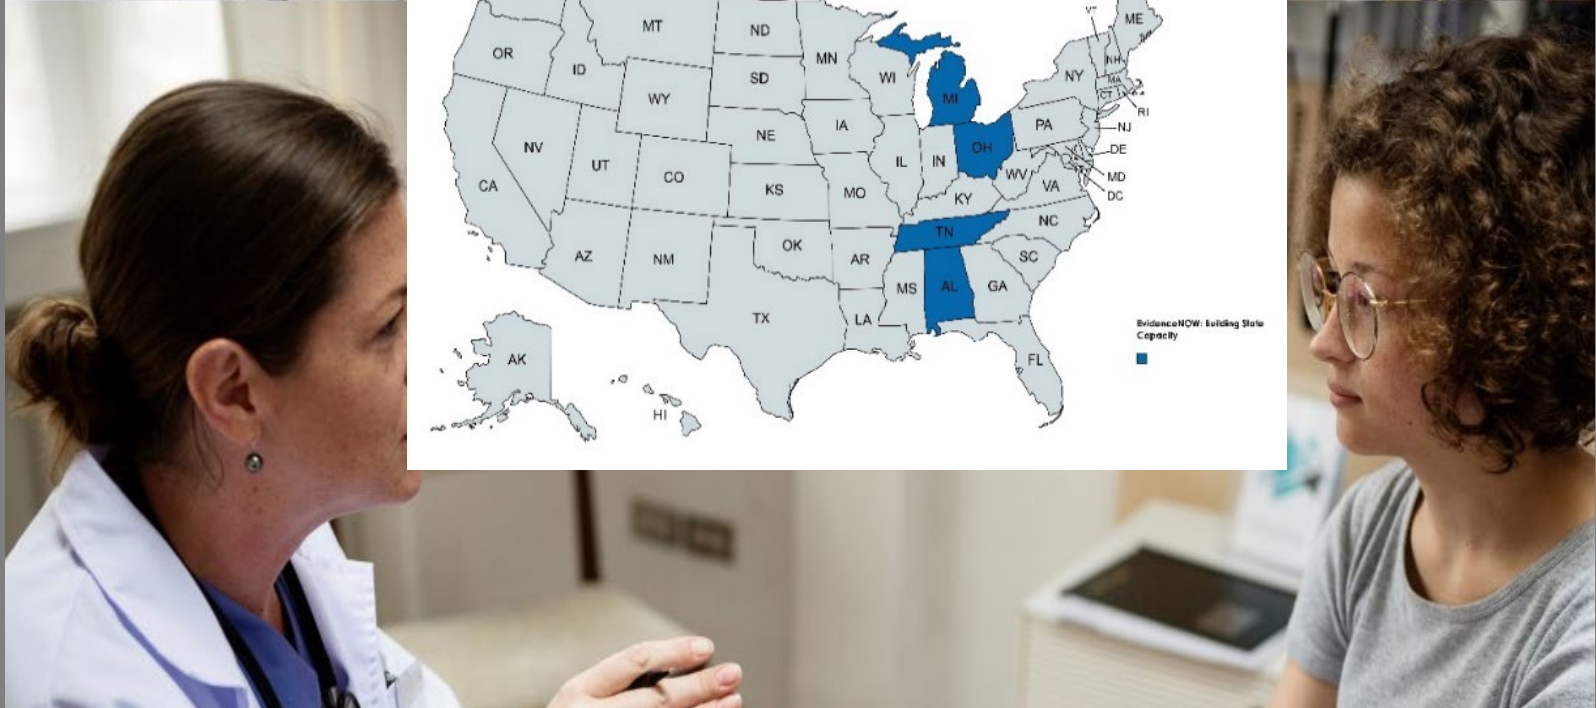 VT
ME
MT
ND
OR
MN
ID
SD
WI
NY
NH
MA
WY
MI
CT
RI
IA
PA
NJ
NE
NV
OH
DE
UT
IL
IN
CO
WV
MD
CA
KS
MO
VA
DC
KY
NC
TN
OK
AZ
NM
AR
SC
MS
AL
GA
TX
LA
EvidenceNOW: Building State
Capacity
AK
FL
HI